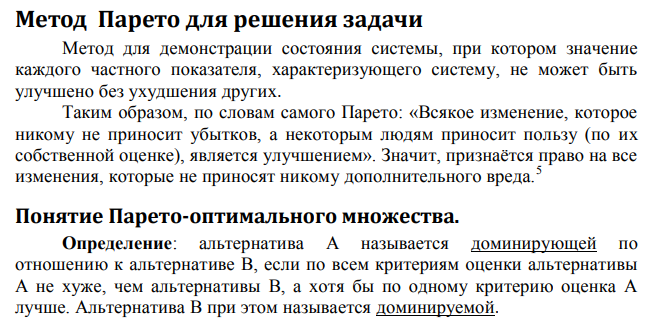 Метод Парето для решения задачи
Метод для демонстрации состояния системы, при котором значение
каждого частного показателя, характеризующего систему, не может быть
улучшено без ухудшения других.
Таким образом, по словам самого Парето: «Всякое изменение, которое
никому не приносит убытков, а некоторым людям приносит пользу (по их
собственной оценке), является улучшением». Значит, признаётся право на все
изменения, которые не приносят никому дополнительного вреда.5
Понятие Парето-оптимального множества.
Определение: альтернатива А называется доминирующей по
отношению к альтернативе В, если по всем критериям оценки альтернативы
А не хуже, чем альтернативы В, а хотя бы по одному критерию оценка А
лучше. Альтернатива В при этом называется доминируемой.